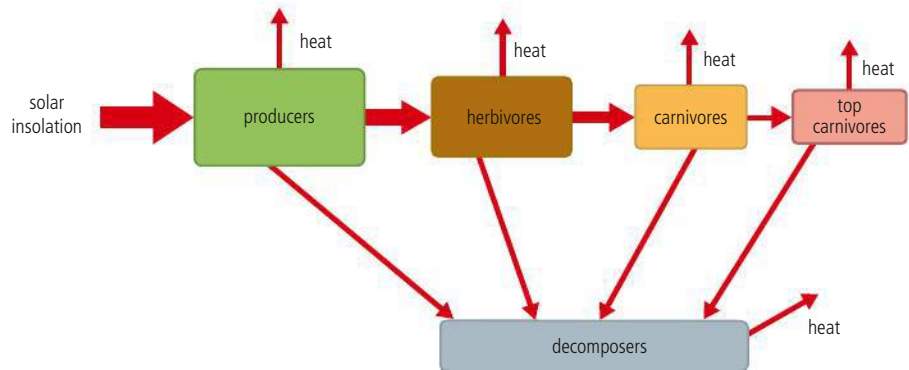 heat
heat
heat
heat
solar
insolation
producers
herbivores
carnivores
top
carnivores
decomposers
heat